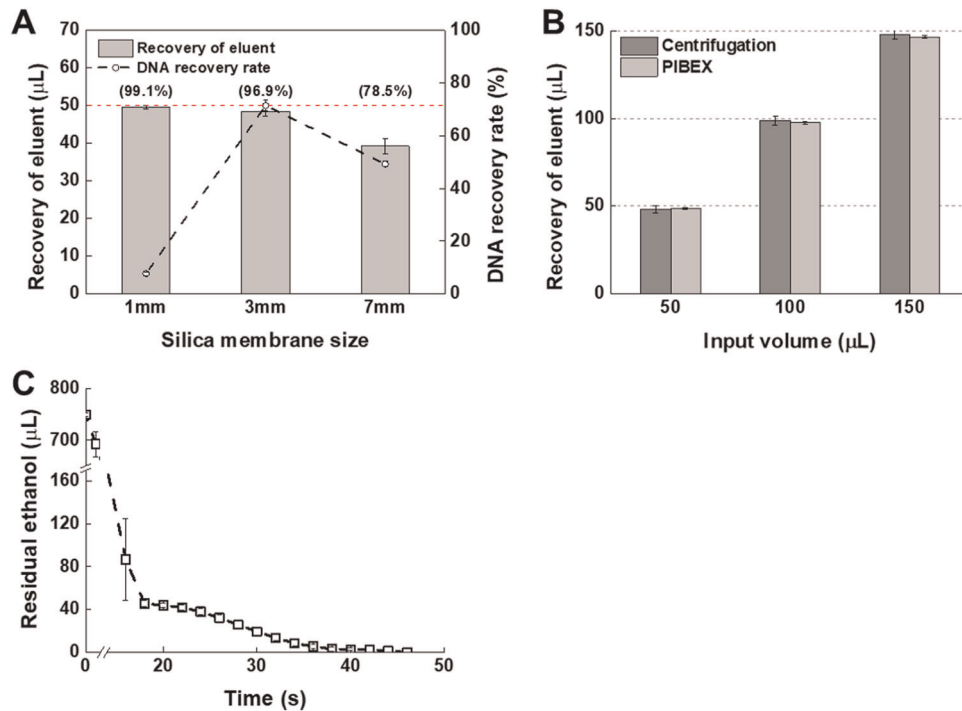 A
Recovery of eluent (μL)
70
60
50
40
30
20
10
0
Recovery of eluent
DNA recovery rate
(99.1%) (96.9%) (78.5%)
100
80
60
40
20
0
DNA recovery rate (%)
1mm 3mm 7mm
Silica membrane size
B
Recovery of eluent (μL)
150
100
50
0
Centrifugation
PIBEX
50 100 150
Input volume (μL)
C
Residual ethanol (μL)
800
700
160
120
80
40
0
0 20 30 40 50
Time (s)